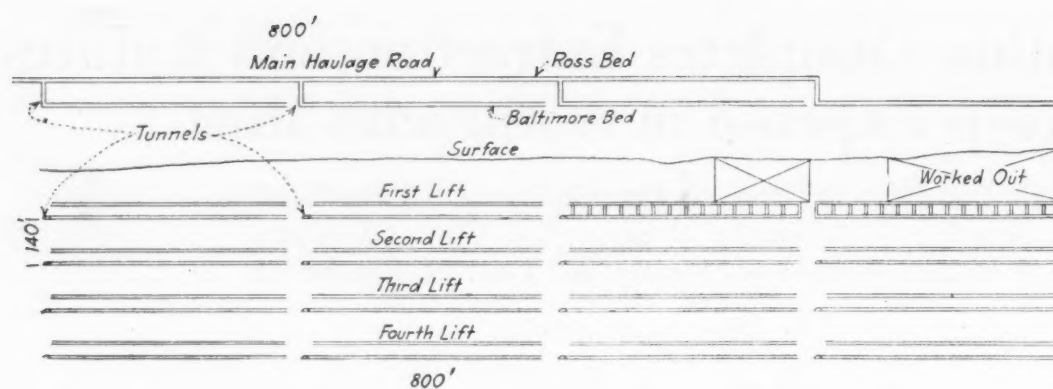 800'
Main Haulage Road
Ross Bed
Tunnels
Baltimore Bed
Surface
First Lift
Worked Out
140'
Second Lift
Third Lift
Fourth Lift
800'